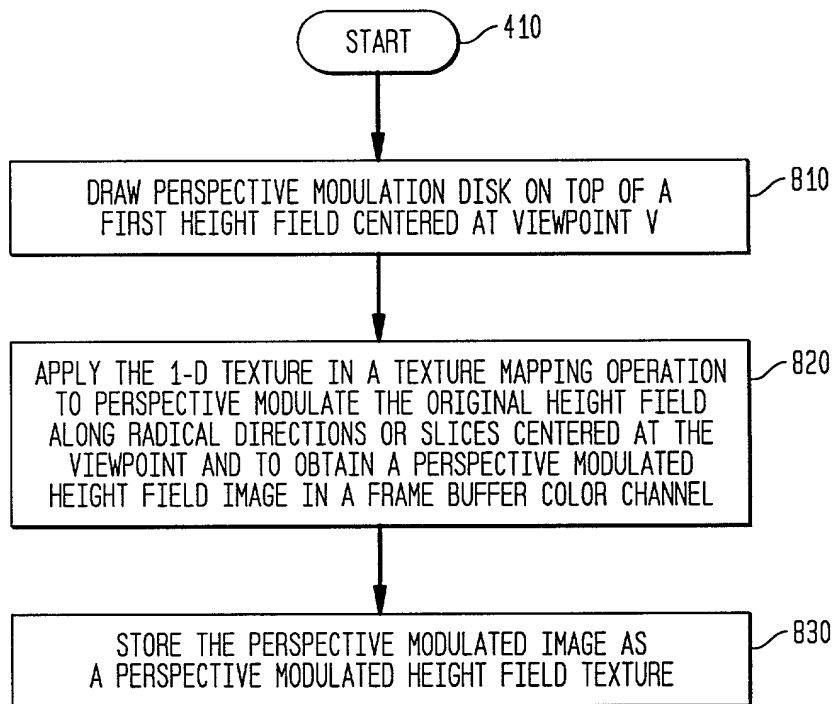 START
410
DRAW PERSPECTIVE MODULATION DISK ON TOP OF A
FIRST HEIGHT FIELD CENTERED AT VIEWPOINT V
810
APPLY THE 1-D TEXTURE IN A TEXTURE MAPPING OPERATION
TO PERSPECTIVE MODULATE THE ORIGINAL HEIGHT FIELD
ALONG RADICAL DIRECTIONS OR SLICES CENTERED AT THE
VIEWPOINT AND TO OBTAIN A PERSPECTIVE MODULATED
HEIGHT FIELD IMAGE IN A FRAME BUFFER COLOR CHANNEL
820
STORE THE PERSPECTIVE MODULATED IMAGE AS
A PERSPECTIVE MODULATED HEIGHT FIELD TEXTURE
830